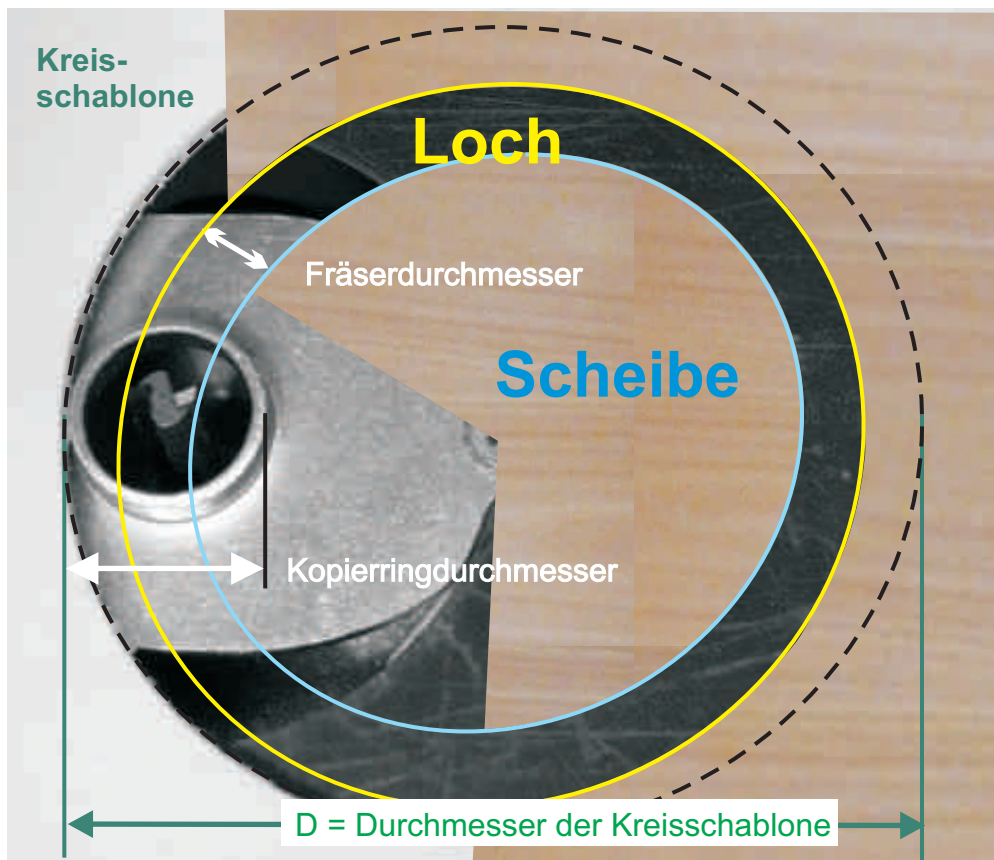 Kreis-
schablone
Loch
Fräserdurchmesser
Scheibe
Kopierringdurchmesser
D = Durchmesser der Kreisschablone